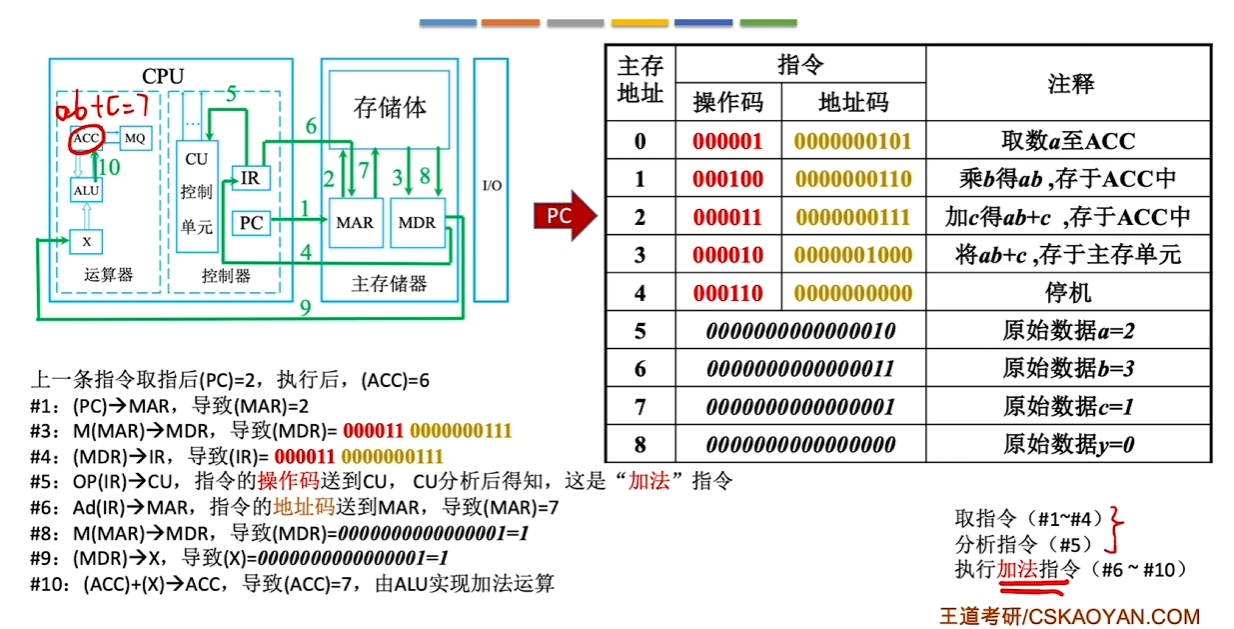 CPU
ab+c=7
ACC
MQ
10
ALU
X
运算器
5
...
CU
控制
单元
IR
PC
控制器
6
1
4
9
存储体
2
7
3
8
MAR
MDR
主存储器
I/O
PC
主存地址 指令 注释
操作码 地址码
0 000001 0000000101 取数a至ACC
1 000100 0000000110 乘b得ab ,存于ACC中
2 000011 0000000111 加c得ab+c ,存于ACC中
3 000010 0000001000 将ab+c ,存于主存单元
4 000110 0000000000 停机
5 0000000000000010 原始数据a=2
6 0000000000000011 原始数据b=3
7 0000000000000001 原始数据c=1
8 0000000000000000 原始数据y=0
上一条指令取指后(PC)=2，执行后，(ACC)=6
#1：(PC)→MAR，导致(MAR)=2
#3：M(MAR)→MDR，导致(MDR)= 000011 0000000111
#4：(MDR)→IR，导致(IR)= 000011 0000000111
#5：OP(IR)→CU，指令的操作码送到CU， CU分析后得知，这是“加法”指令
#6：Ad(IR)→MAR，指令的地址码送到MAR，导致(MAR)=7
#8：M(MAR)→MDR，导致(MDR)=0000000000000001=1
#9：(MDR)→X，导致(X)=0000000000000001=1
#10：(ACC)+(X)→ACC，导致(ACC)=7，由ALU实现加法运算
取指令（#1~#4）
分析指令（#5）
执行加法指令（#6 ~ #10）
王道考研/CSKAOYAN.COM